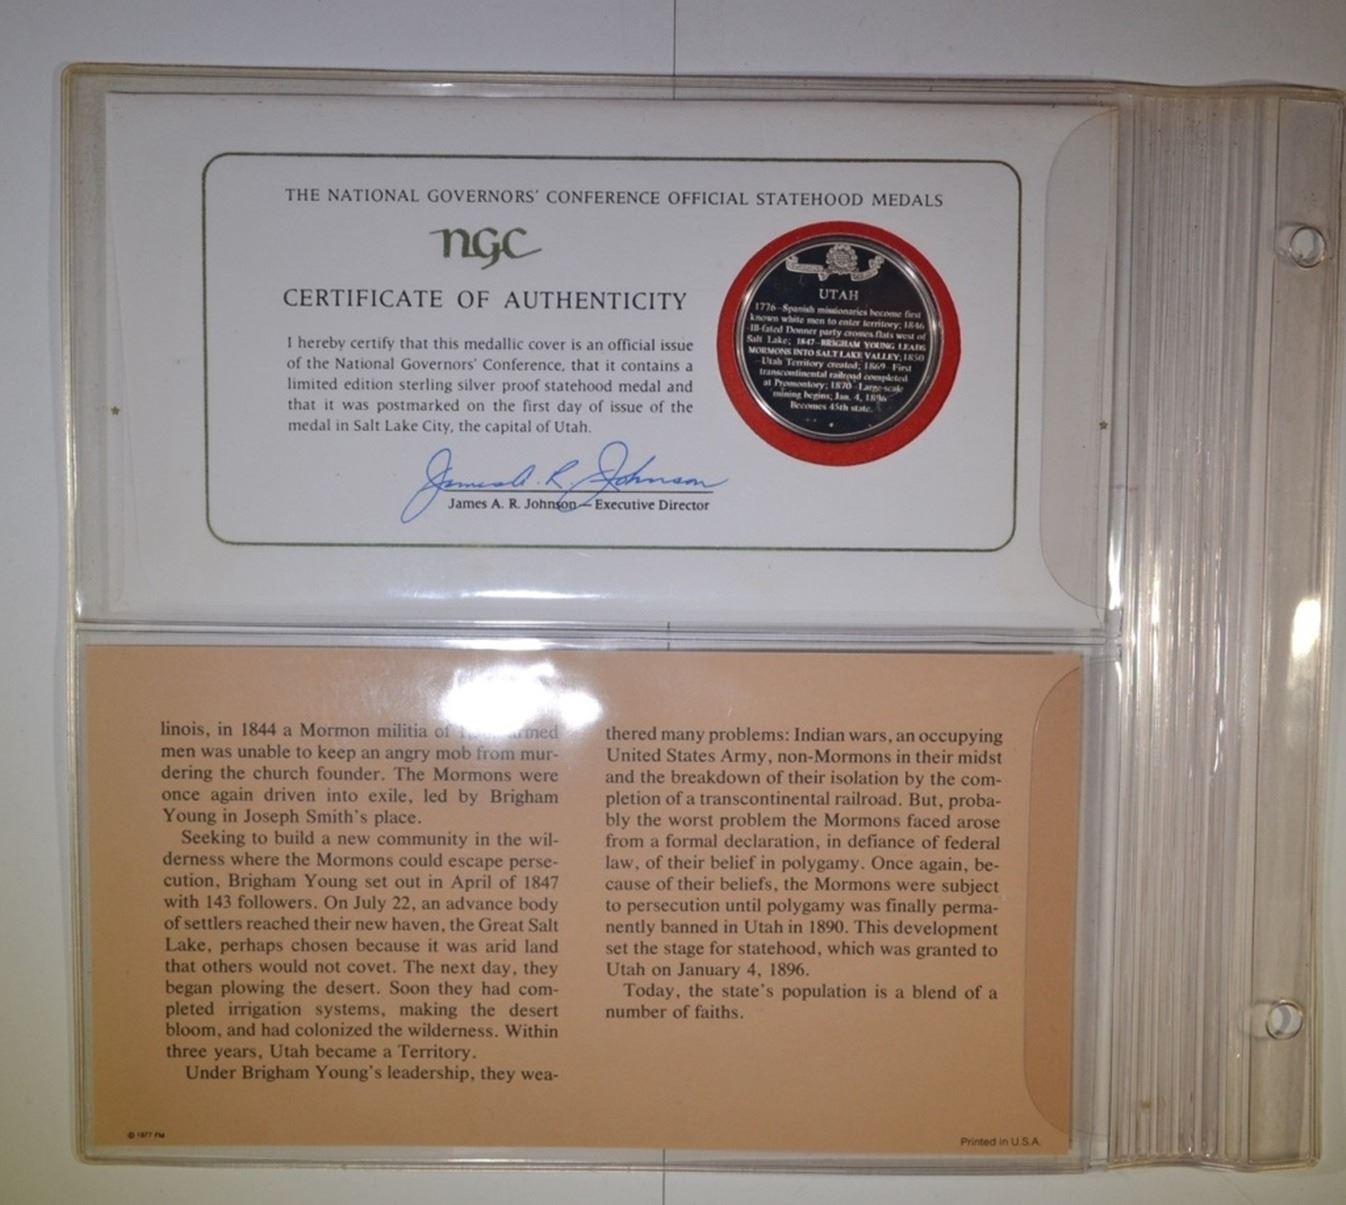 THE NATIONAL GOVERNORS' CONFERENCE OFFICIAL STATEHOOD MEDALS
NGC
CERTIFICATE OF AUTHENTICITY
I hereby certify that this medallic cover is an official issue
of the National Governors' Conference, that it contains a
limited edition sterling silver proof statehood medal and
that it was postmarked on the first day of issue of the
medal in Salt Lake City, the capital of Utah.
James A. R. Johnson
James A. R. Johnson — Executive Director
UTAH
1776–Spanish missionaries become first
known white men to enter territory; 1846
Ill-fated Donner party crosses flats west of
Salt Lake; 1847–BRIGHAM YOUNG LEADS
MORMONS INTO SALT LAKE VALLEY; 1850
–Utah Territory created; 1869–First
transcontinental railroad completed
at Promontory; 1870–Large-scale
mining begins; Jan. 4, 1896
Becomes 45th state.
linois, in 1844 a Mormon militia of armed
men was unable to keep an angry mob from mur-
dering the church founder. The Mormons were
once again driven into exile, led by Brigham
Young in Joseph Smith's place.
Seeking to build a new community in the wil-
derness where the Mormons could escape perse-
cution, Brigham Young set out in April of 1847
with 143 followers. On July 22, an advance body
of settlers reached their new haven, the Great Salt
Lake, perhaps chosen because it was arid land
that others would not covet. The next day, they
began plowing the desert. Soon they had com-
pleted irrigation systems, making the desert
bloom, and had colonized the wilderness. Within
three years, Utah became a Territory.
Under Brigham Young's leadership, they wea-
thered many problems: Indian wars, an occupying
United States Army, non-Mormons in their midst
and the breakdown of their isolation by the com-
pletion of a transcontinental railroad. But, proba-
bly the worst problem the Mormons faced arose
from a formal declaration, in defiance of federal
law, of their belief in polygamy. Once again, be-
cause of their beliefs, the Mormons were subject
to persecution until polygamy was finally perma-
nently banned in Utah in 1890. This development
set the stage for statehood, which was granted to
Utah on January 4, 1896.
Today, the state's population is a blend of a
number of faiths.
© 1977 FM
Printed in U.S.A.